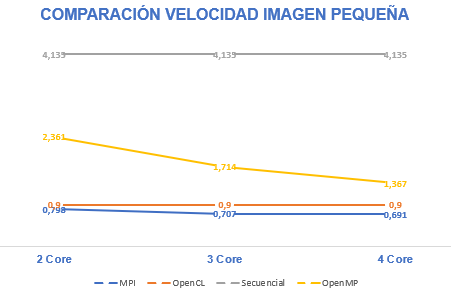 COMPARACIÓN VELOCIDAD IMAGEN PEQUEÑA
4,135 4,135 4,135
2,361
1,714
1,367
0,9 0,9 0,9
0,798 0,707 0,691
2 Core 3 Core 4 Core
MPI OpenCL Secuencial OpenMP